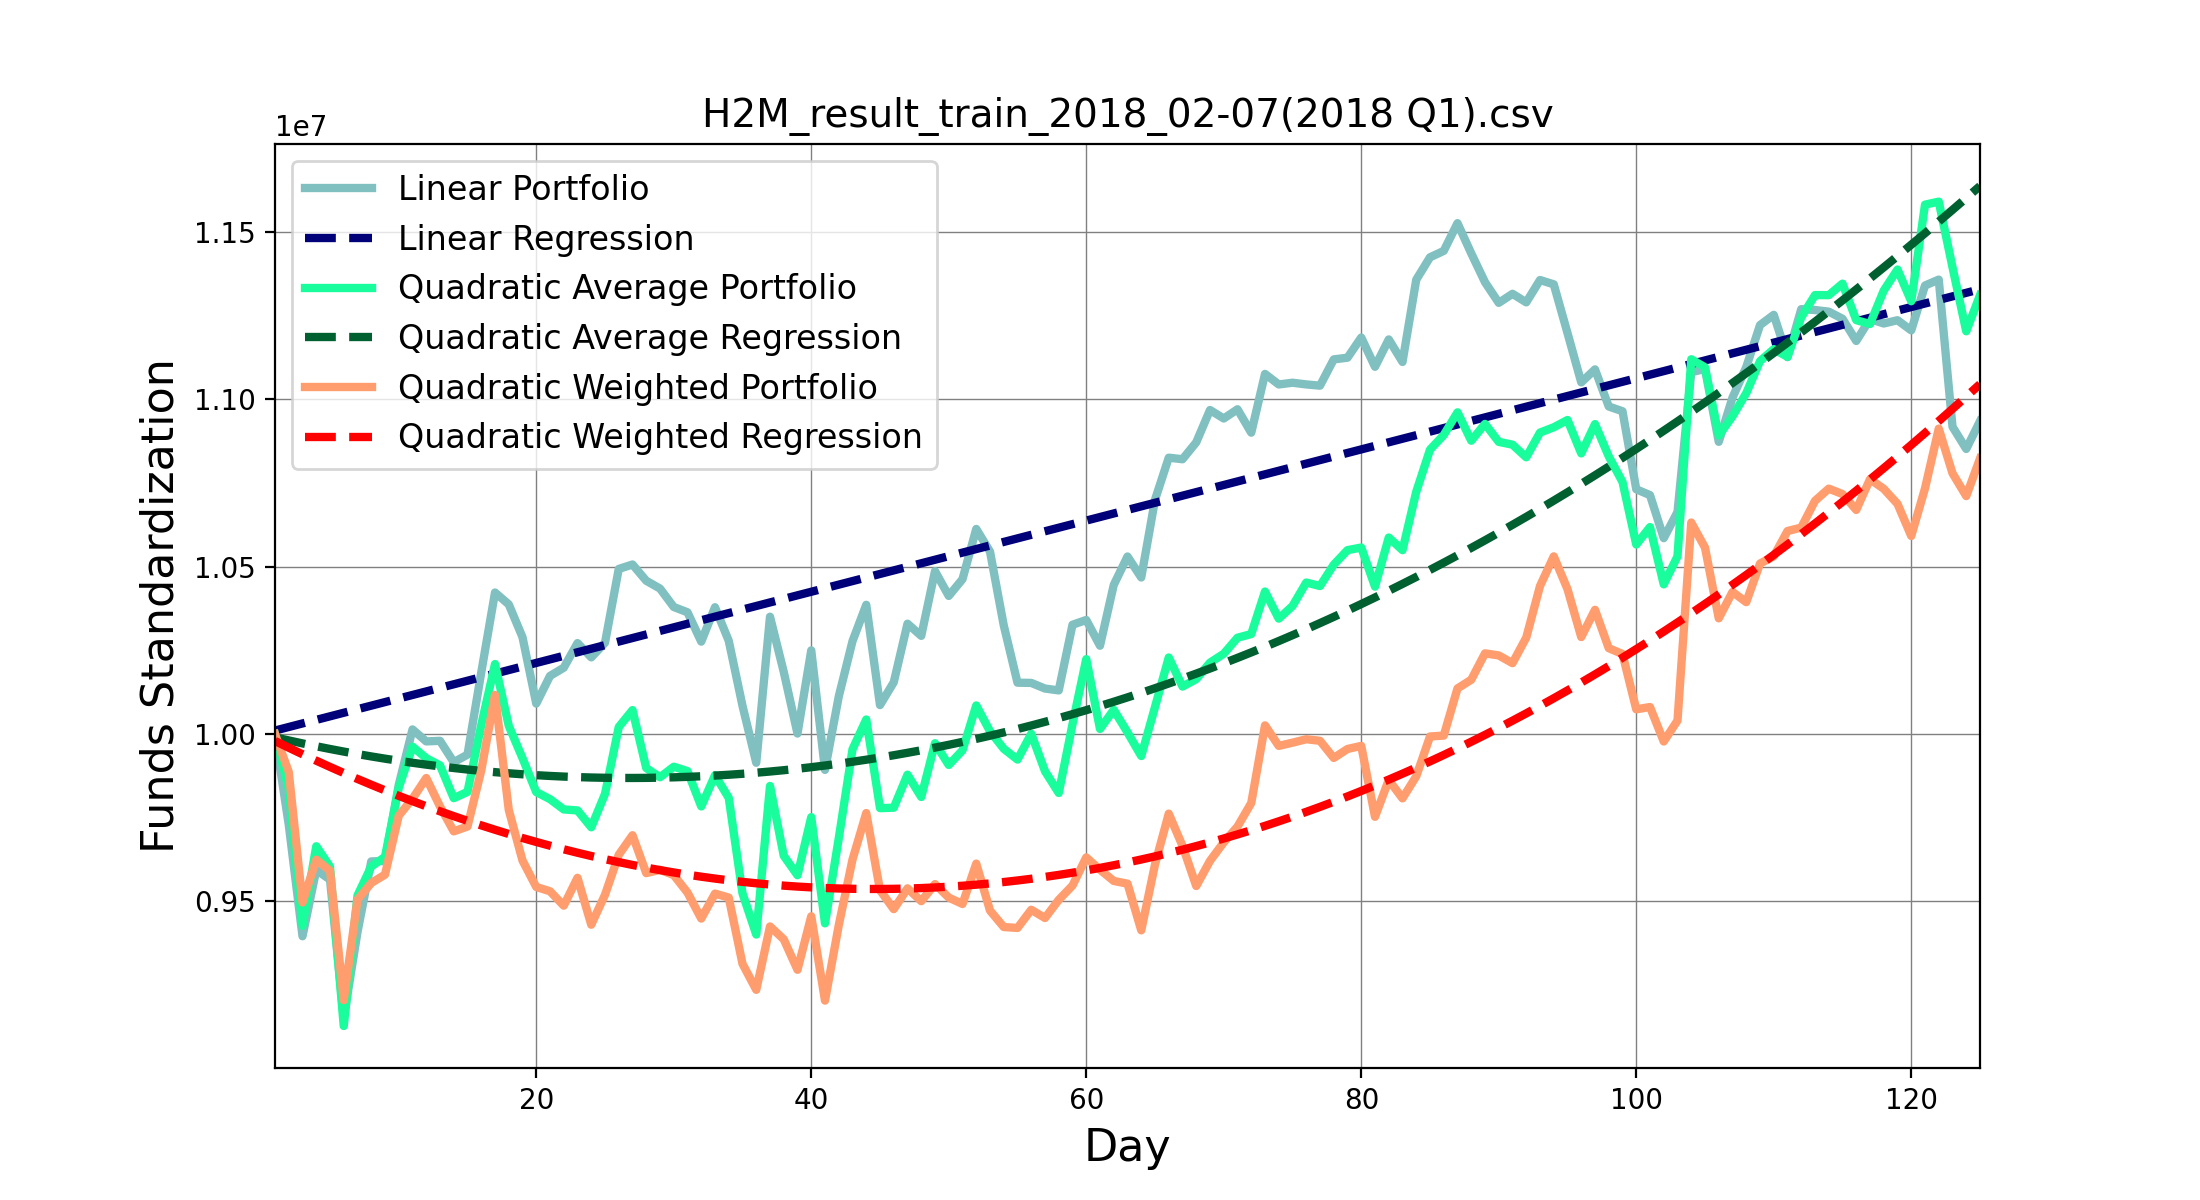 H2M_result_train_2018_02-07(2018 Q1).csv
1e7
Linear Portfolio
Linear Regression
Quadratic Average Portfolio
Quadratic Average Regression
Quadratic Weighted Portfolio
Quadratic Weighted Regression
Funds Standardization
1.15
1.10
1.05
1.00
0.95
20 40 60 80 100 120
Day